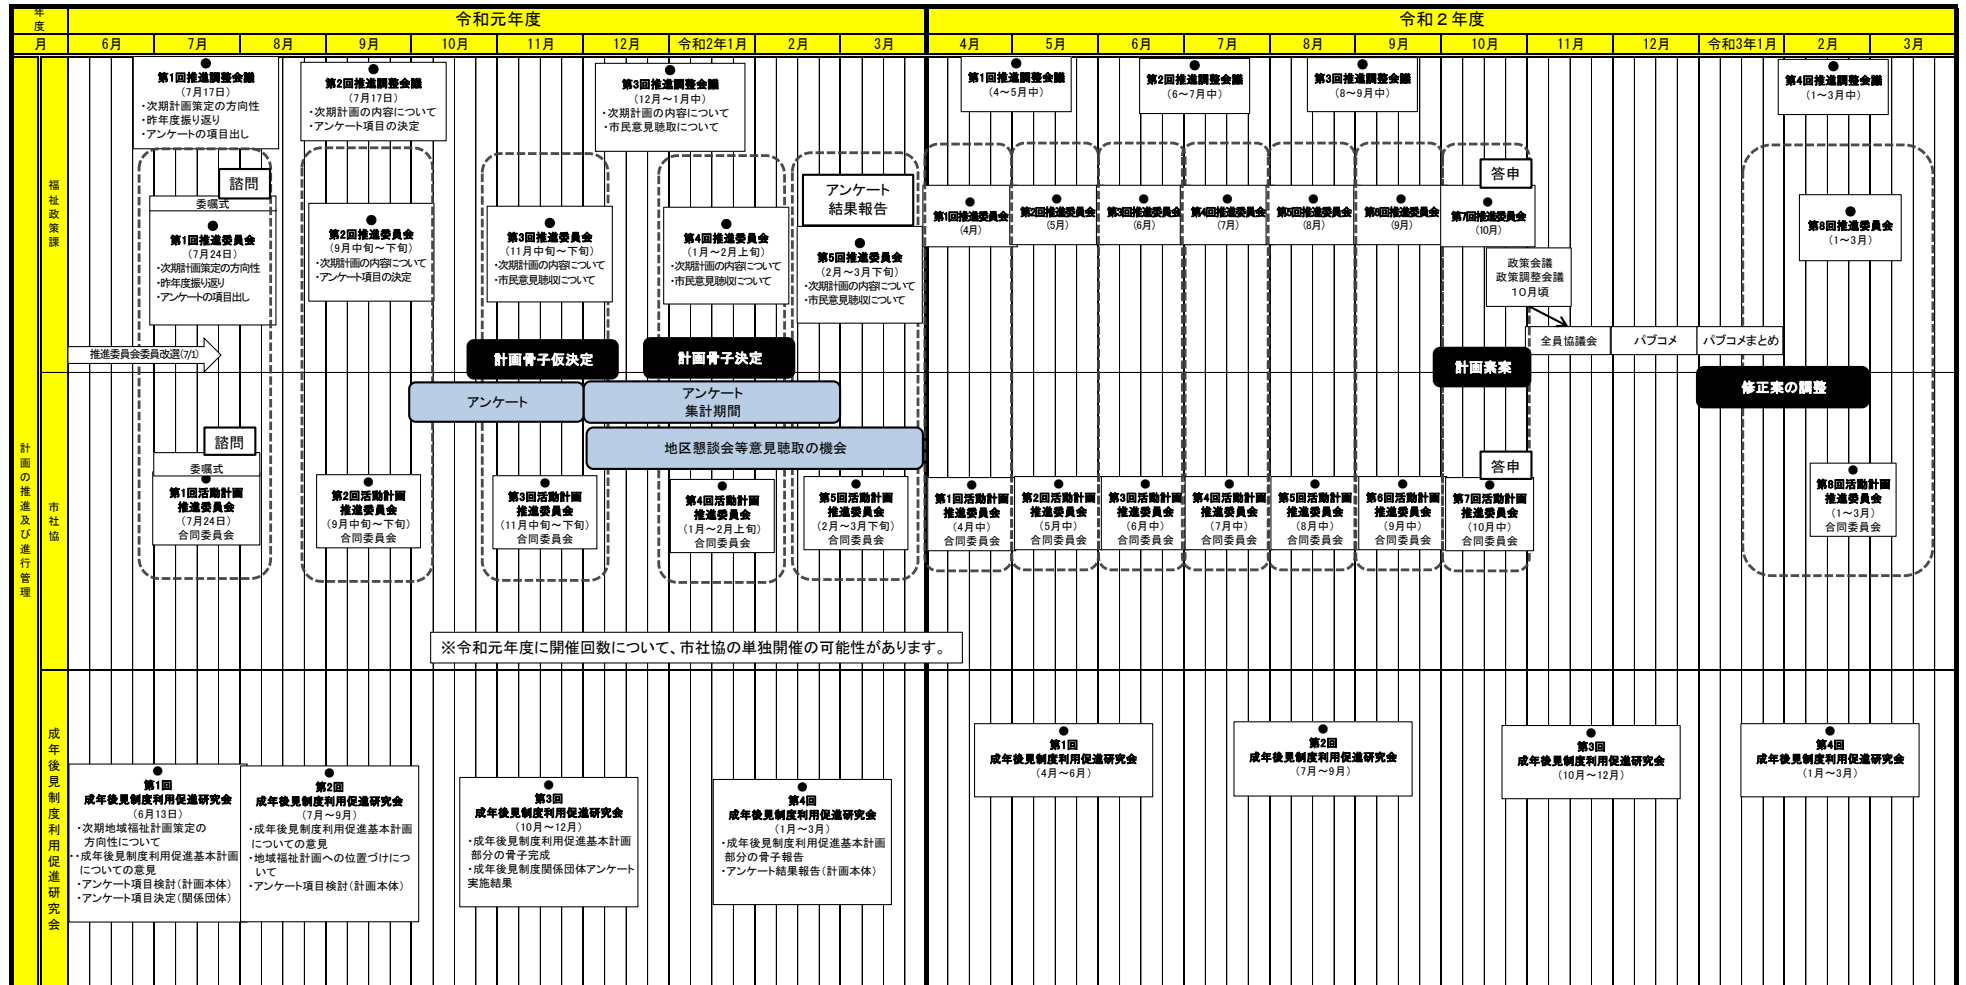 年度
令和元年度
令和２年度
月
6月
7月
8月
9月
10月
11月
12月
令和2年1月
2月
3月
4月
5月
6月
7月
8月
9月
10月
11月
12月
令和3年1月
2月
3月
計画の推進及び進行管理
福祉政策課
●
第1回推進調整会議
(7月17日)
・次期計画策定の方向性
・昨年度振り返り
・アンケートの項目出し
●
第2回推進調整会議
(7月17日)
・次期計画の内容について
・アンケート項目の決定
●
第3回推進調整会議
(12月～1月中)
・次期計画の内容について
・市民意見聴取について
●
第1回推進調整会議
(4～5月中)
●
第2回推進調整会議
(6～7月中)
●
第3回推進調整会議
(8～9月中)
●
第4回推進調整会議
(1～3月中)
諮問
委嘱式
●
第1回推進委員会
(7月24日)
・次期計画策定の方向性
・昨年度振り返り
・アンケートの項目出し
●
第2回推進委員会
(9月中旬～下旬)
・次期計画の内容について
・アンケート項目の決定
●
第3回推進委員会
(11月中旬～下旬)
・次期計画の内容について
・市民意見聴収について
●
第4回推進委員会
(1月～2月上旬)
・次期計画の内容について
・市民意見聴収について
アンケート
結果報告
●
第5回推進委員会
(2月～3月下旬)
・次期計画の内容について
・市民意見聴収について
●
第1回推進委員会
(4月)
●
第2回推進委員会
(5月)
●
第3回推進委員会
(6月)
●
第4回推進委員会
(7月)
●
第5回推進委員会
(8月)
●
第6回推進委員会
(9月)
答申
●
第7回推進委員会
(10月)
●
第8回推進委員会
(1～3月)
政策会議
政策調整会議
10月頃
推進委員会委員改選(7/1)
計画骨子仮決定
計画骨子決定
計画素案
全員協議会
パブコメ
パブコメまとめ
修正案の調整
アンケート
アンケート
集計期間
地区懇談会等意見聴取の機会
市社協
諮問
委嘱式
●
第1回活動計画
推進委員会
(7月24日)
合同委員会
●
第2回活動計画
推進委員会
(9月中旬～下旬)
合同委員会
●
第3回活動計画
推進委員会
(11月中旬～下旬)
合同委員会
●
第4回活動計画
推進委員会
(1月～2月上旬)
合同委員会
●
第5回活動計画
推進委員会
(2月～3月下旬)
合同委員会
●
第1回活動計画
推進委員会
(4月中)
合同委員会
●
第2回活動計画
推進委員会
(5月中)
合同委員会
●
第3回活動計画
推進委員会
(6月中)
合同委員会
●
第4回活動計画
推進委員会
(7月中)
合同委員会
●
第5回活動計画
推進委員会
(8月中)
合同委員会
●
第6回活動計画
推進委員会
(9月中)
合同委員会
答申
●
第7回活動計画
推進委員会
(10月中)
合同委員会
●
第8回活動計画
推進委員会
(1～3月)
合同委員会
※令和元年度に開催回数について、市社協の単独開催の可能性があります。
成年後見制度利用促進研究会
●
第1回
成年後見制度利用促進研究会
(6月13日)
・次期地域福祉計画策定の
方向性について
・・成年後見制度利用促進基本計画
についての意見
・アンケート項目検討(計画本体)
・アンケート項目決定(関係団体)
●
第2回
成年後見制度利用促進研究会
(7月～9月)
・成年後見制度利用促進基本計画
についての意見
・地域福祉計画への位置づけにつ
いて
・アンケート項目検討(計画本体)
●
第3回
成年後見制度利用促進研究会
(10月～12月)
・成年後見制度利用促進基本計画
部分の骨子完成
・成年後見制度関係団体アンケート
実施結果
●
第4回
成年後見制度利用促進研究会
(1月～3月)
・成年後見制度利用促進基本計画
部分の骨子報告
・アンケート結果報告(計画本体)
●
第1回
成年後見制度利用促進研究会
(4月～6月)
●
第2回
成年後見制度利用促進研究会
(7月～9月)
●
第3回
成年後見制度利用促進研究会
(10月～12月)
●
第4回
成年後見制度利用促進研究会
(1月～3月)